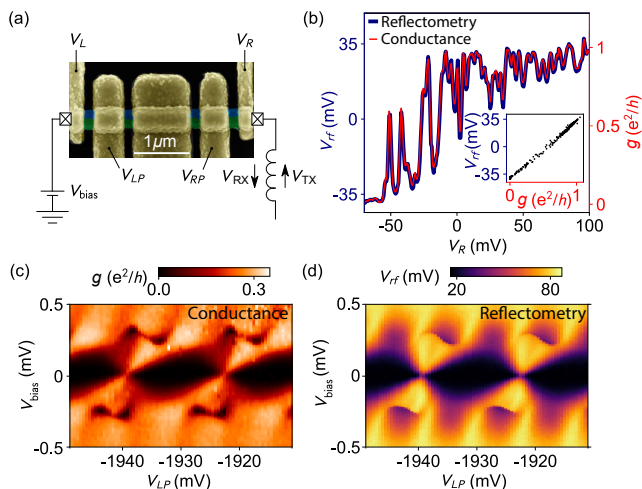 (a)
V_L
V_R
1μm
V_LP
RP
V_RX
V_TX
V_bias
(b)
Reflectometry
Conductance
V_rf (mV)
35
0
-35
g (e²/h)
1
0.5
0
-50
0
50
100
V_R (mV)
V_rf (mV)
35
0
-35
0
1
g (e²/h)
(c)
g (e²/h)
0.0
0.3
Conductance
V_bias (mV)
0.5
0
-0.5
-1940
-1930
-1920
V_LP (mV)
(d)
V_rf (mV)
20
80
Reflectometry
V_bias (mV)
0.5
0
-0.5
-1940
-1930
-1920
V_LP (mV)